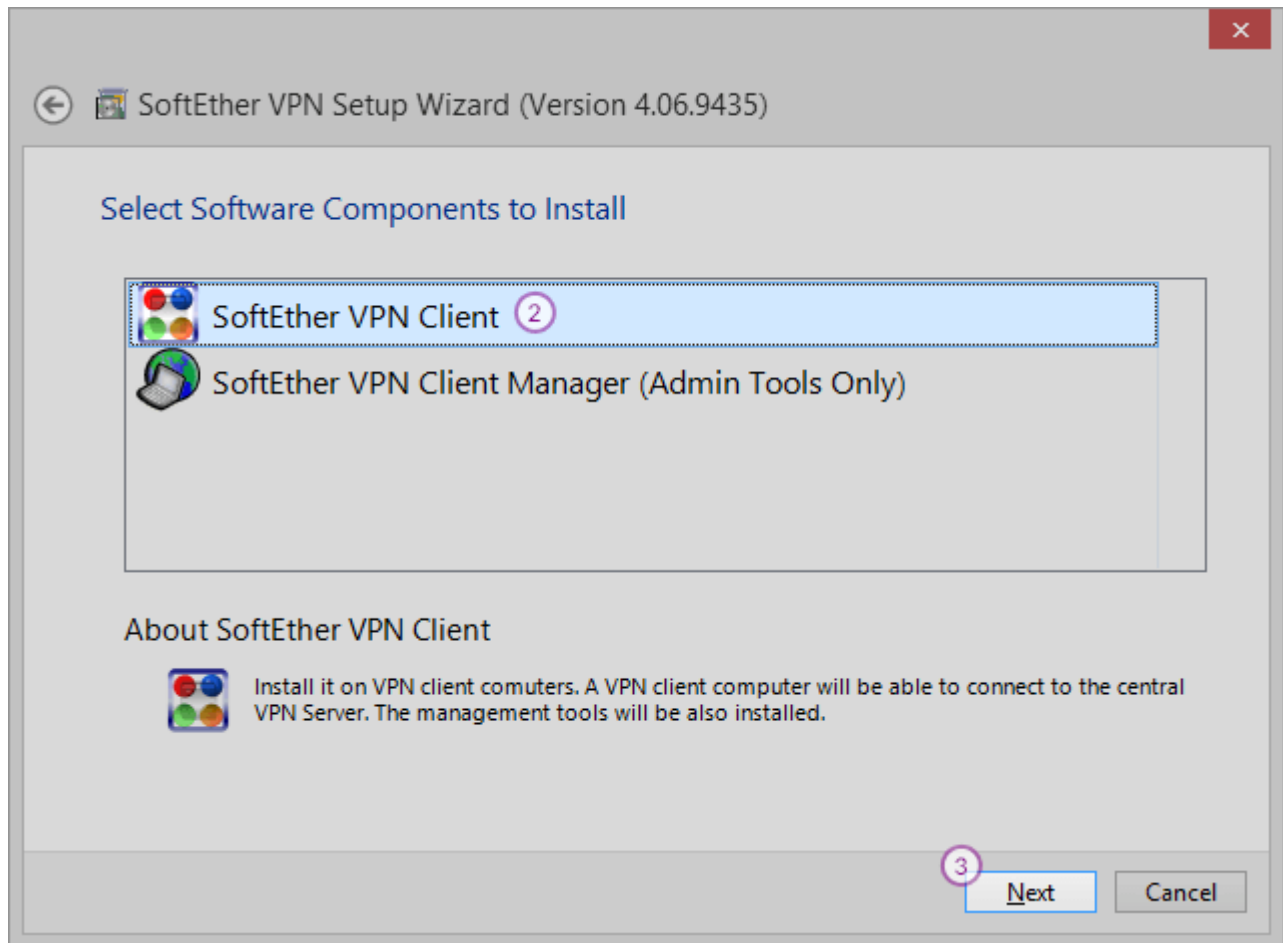 SoftEther VPN Setup Wizard (Version 4.06.9435)
Select Software Components to Install
SoftEther VPN Client 2
SoftEther VPN Client Manager (Admin Tools Only)
About SoftEther VPN Client
Install it on VPN client comuters. A VPN client computer will be able to connect to the central
VPN Server. The management tools will be also installed.
3
Next Cancel